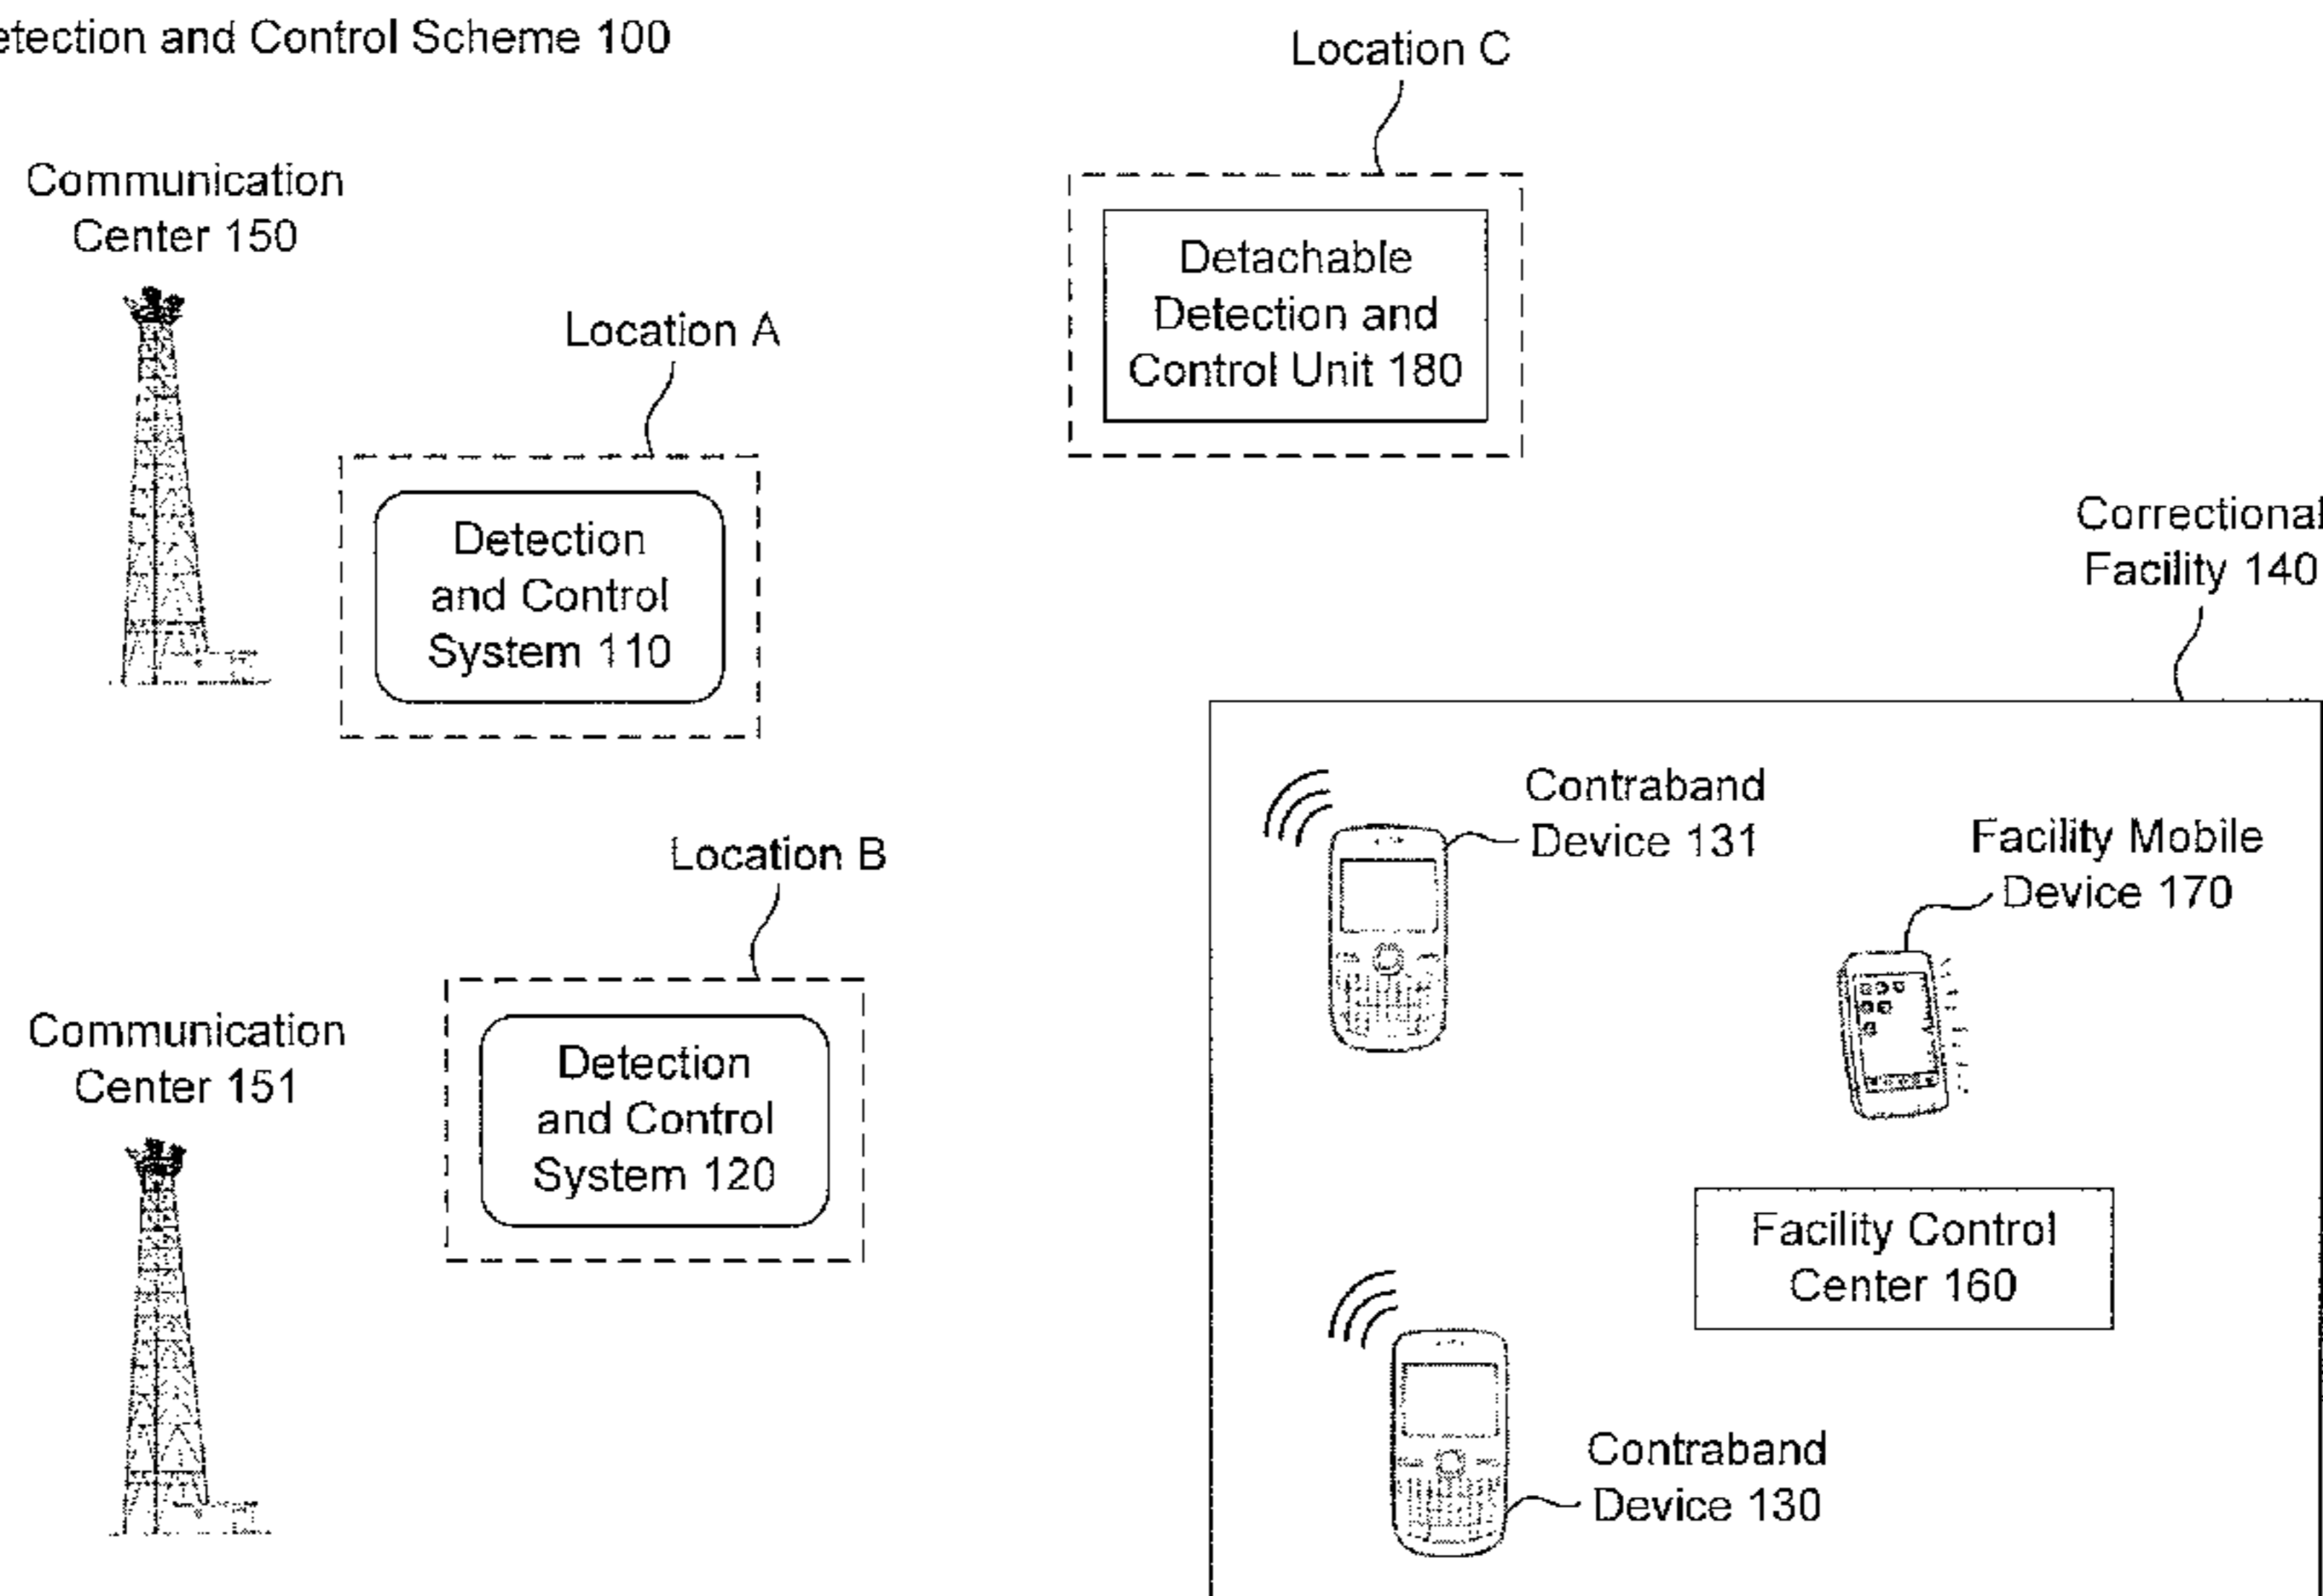 etection and Control Scheme 100
Location C
Communication
Center 150
Detachable
Detection and
Control Unit 180
Location A
Detection
and Control
System 110
Correctional
Facility 140
Contraband
Device 131
Facility Mobile
Device 170
Location B
Communication
Center 151
Detection
and Control
System 120
Facility Control
Center 160
Contraband
Device 130